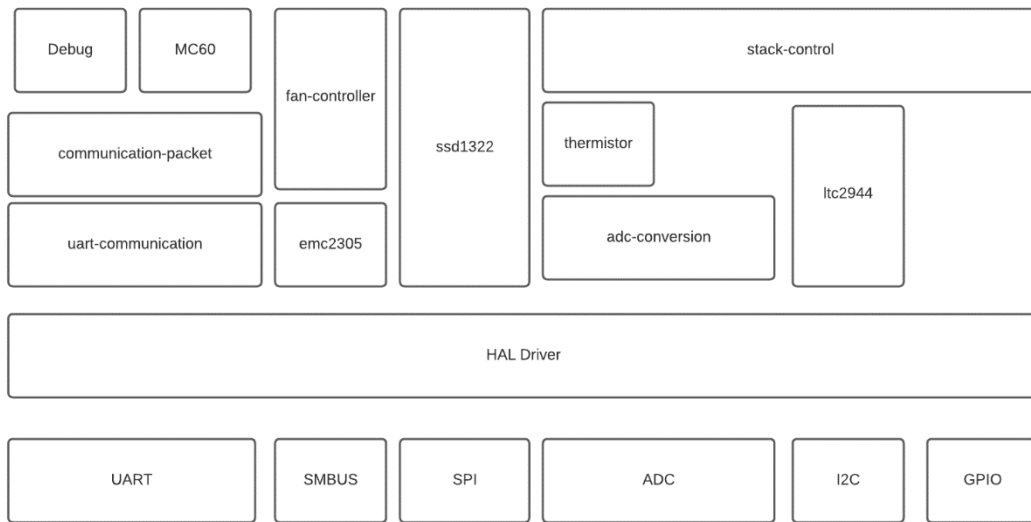 Debug
MC60
fan-controller
ssd1322
stack-control
communication-packet
thermistor
ltc2944
uart-communication
emc2305
adc-conversion
HAL Driver
UART
SMBUS
SPI
ADC
I2C
GPIO